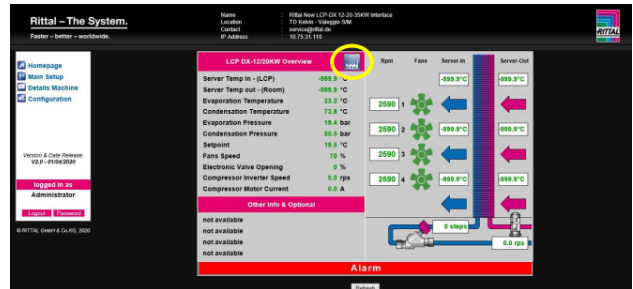 Rittal – The System.
Faster – better – worldwide.
Name : Rittal New LCP-DX 12-20-35KW Interface
Location : TD Kelvin - Valeggio S/M
Contact : service@rittal.de
IP Address : 10.75.31.110
RITTAL
Homepage
Main Setup
Details Machine
Configuration
Version & Date Release:
V2.0 - 01/04/2020
logged in as
Administrator
Logout Password
© RITTAL GmbH & Co.KG, 2020
LCP DX-12/20KW Overview
Server Temp In - (LCP) -999.9 °C
Server Temp out - (Room) -999.9 °C
Evaporation Temperature 33.2 °C
Condensation Temperature 73.8 °C
Evaporation Pressure 19.4 bar
Condensation Pressure 50.5 bar
Setpoint 19.5 °C
Fans Speed 70 %
Electronic Valve Opening 0 %
Compressor Inverter Speed 0.0 rps
Compressor Motor Current 0.0 A
Other Info & Optional
not available
not available
not available
not available
Rpm Fans Server-In Server-Out
-999.9°C -999.9°C
2590 1
2590 2 -999.9°C -999.9°C
2590 3
2590 4 -999.9°C -999.9°C
0 steps
0.0 rps
Alarm
Refresh